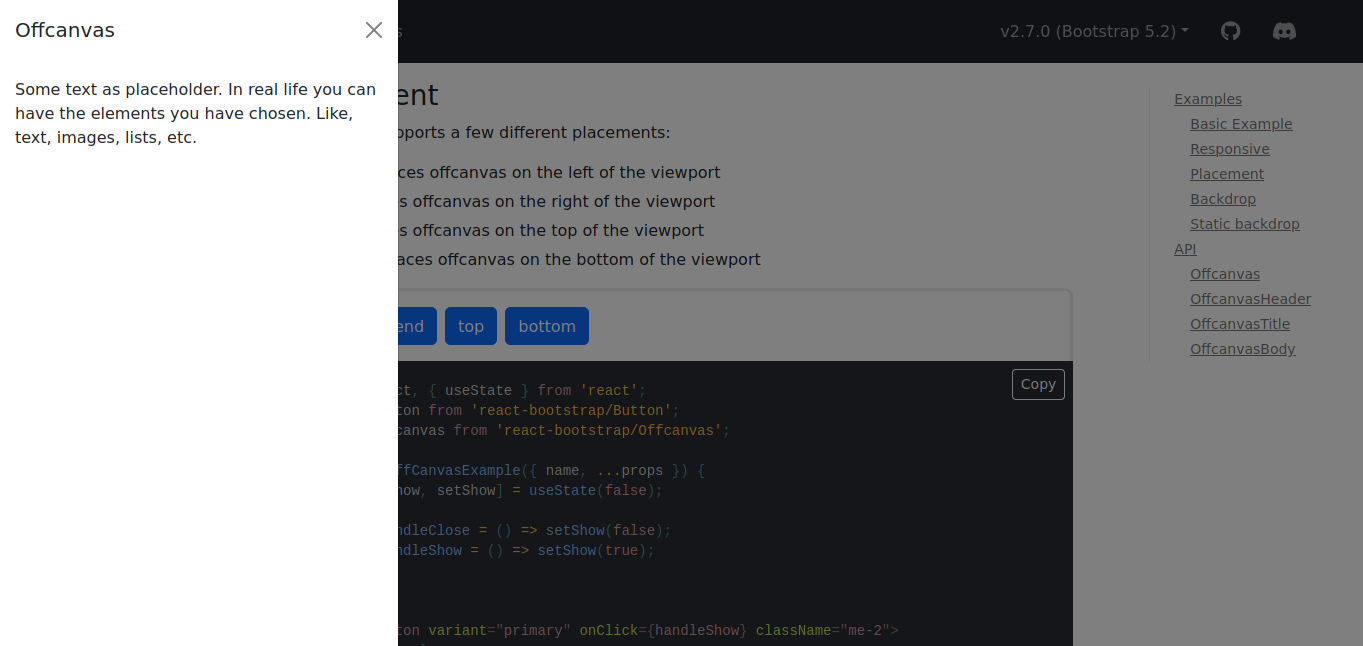 Offcanvas
Some text as placeholder. In real life you can
have the elements you have chosen. Like,
text, images, lists, etc.
v2.7.0 (Bootstrap 5.2)
ent
pports a few different placements:
ces offcanvas on the left of the viewport
s offcanvas on the right of the viewport
s offcanvas on the top of the viewport
aces offcanvas on the bottom of the viewport
end top bottom
Copy
ct, { useState } from 'react';
ton from 'react-bootstrap/Button';
canvas from 'react-bootstrap/Offcanvas';
ffCanvasExample({ name, ...props }) {
how, setShow] = useState(false);
ndleClose = () => setShow(false);
ndleShow = () => setShow(true);
ton variant="primary" onClick={handleShow} className="me-2">
Examples
Basic Example
Responsive
Placement
Backdrop
Static backdrop
API
Offcanvas
OffcanvasHeader
OffcanvasTitle
OffcanvasBody